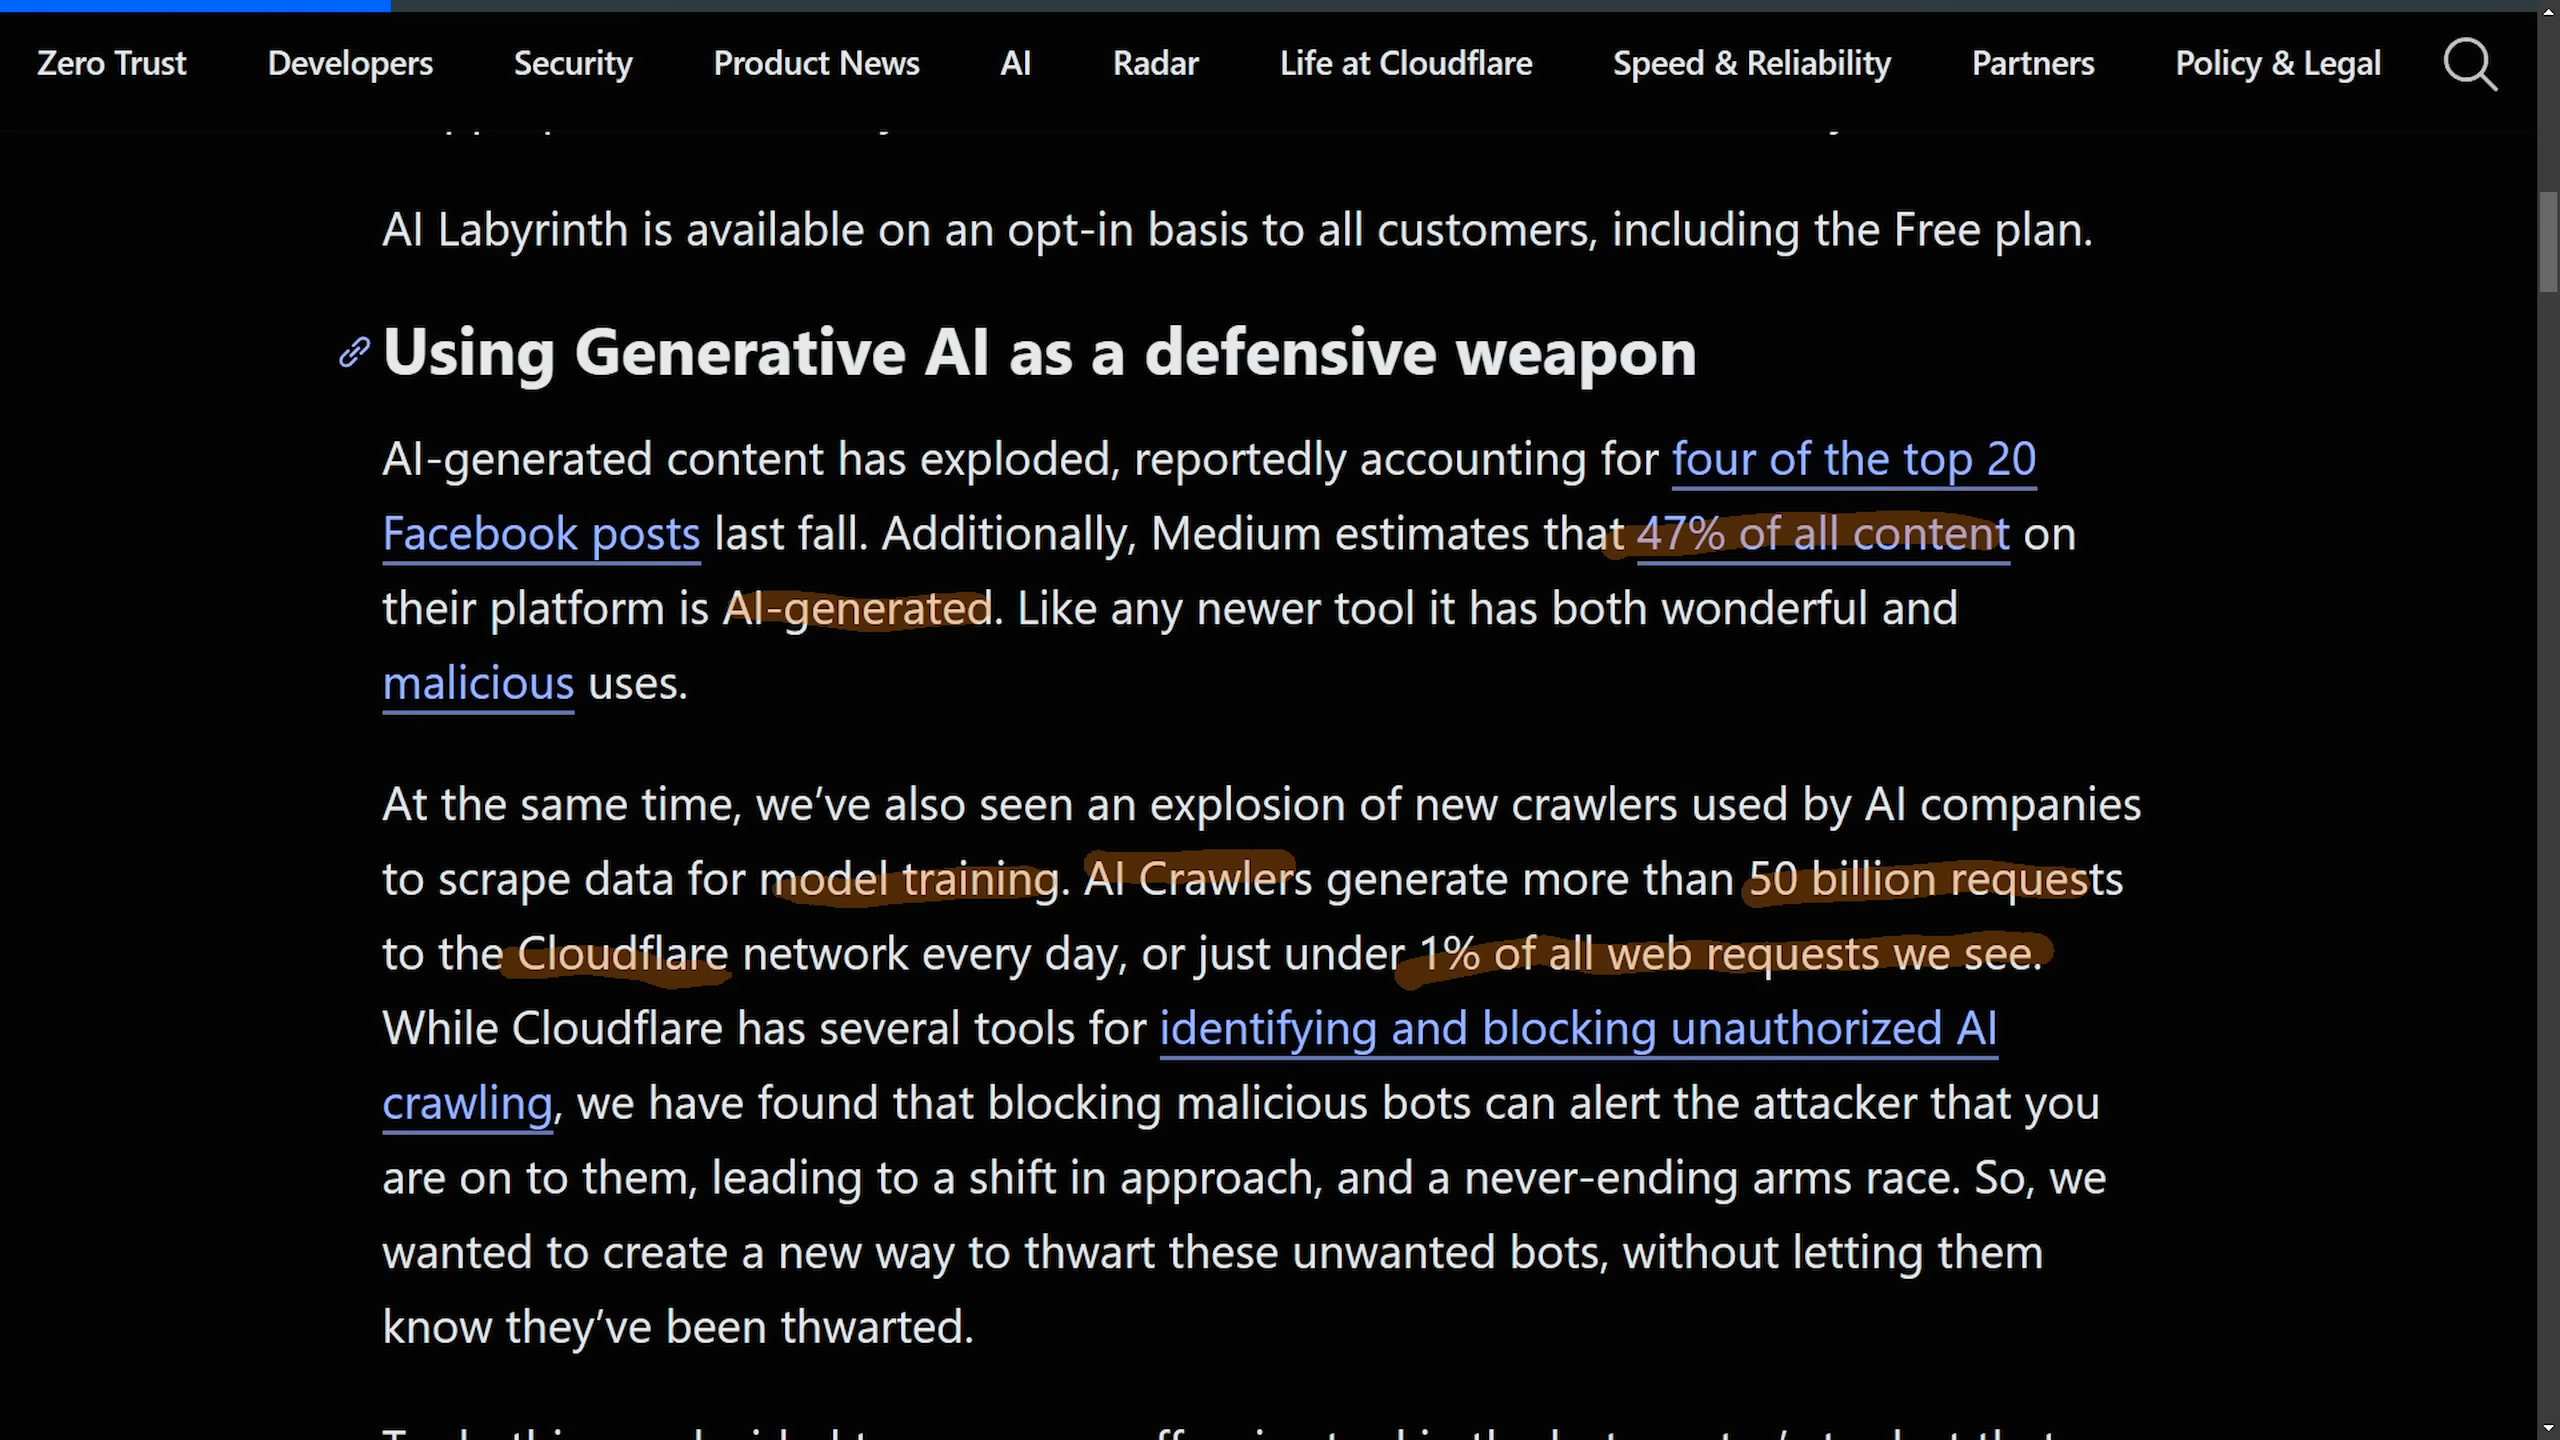 Zero Trust Developers Security Product News AI Radar Life at Cloudflare Speed & Reliability Partners Policy & Legal
AI Labyrinth is available on an opt-in basis to all customers, including the Free plan.
Using Generative AI as a defensive weapon
AI-generated content has exploded, reportedly accounting for four of the top 20
Facebook posts last fall. Additionally, Medium estimates that 47% of all content on
their platform is AI-generated. Like any newer tool it has both wonderful and
malicious uses.
At the same time, we’ve also seen an explosion of new crawlers used by AI companies
to scrape data for model training. AI Crawlers generate more than 50 billion requests
to the Cloudflare network every day, or just under 1% of all web requests we see.
While Cloudflare has several tools for identifying and blocking unauthorized AI
crawling, we have found that blocking malicious bots can alert the attacker that you
are on to them, leading to a shift in approach, and a never-ending arms race. So, we
wanted to create a new way to thwart these unwanted bots, without letting them
know they’ve been thwarted.